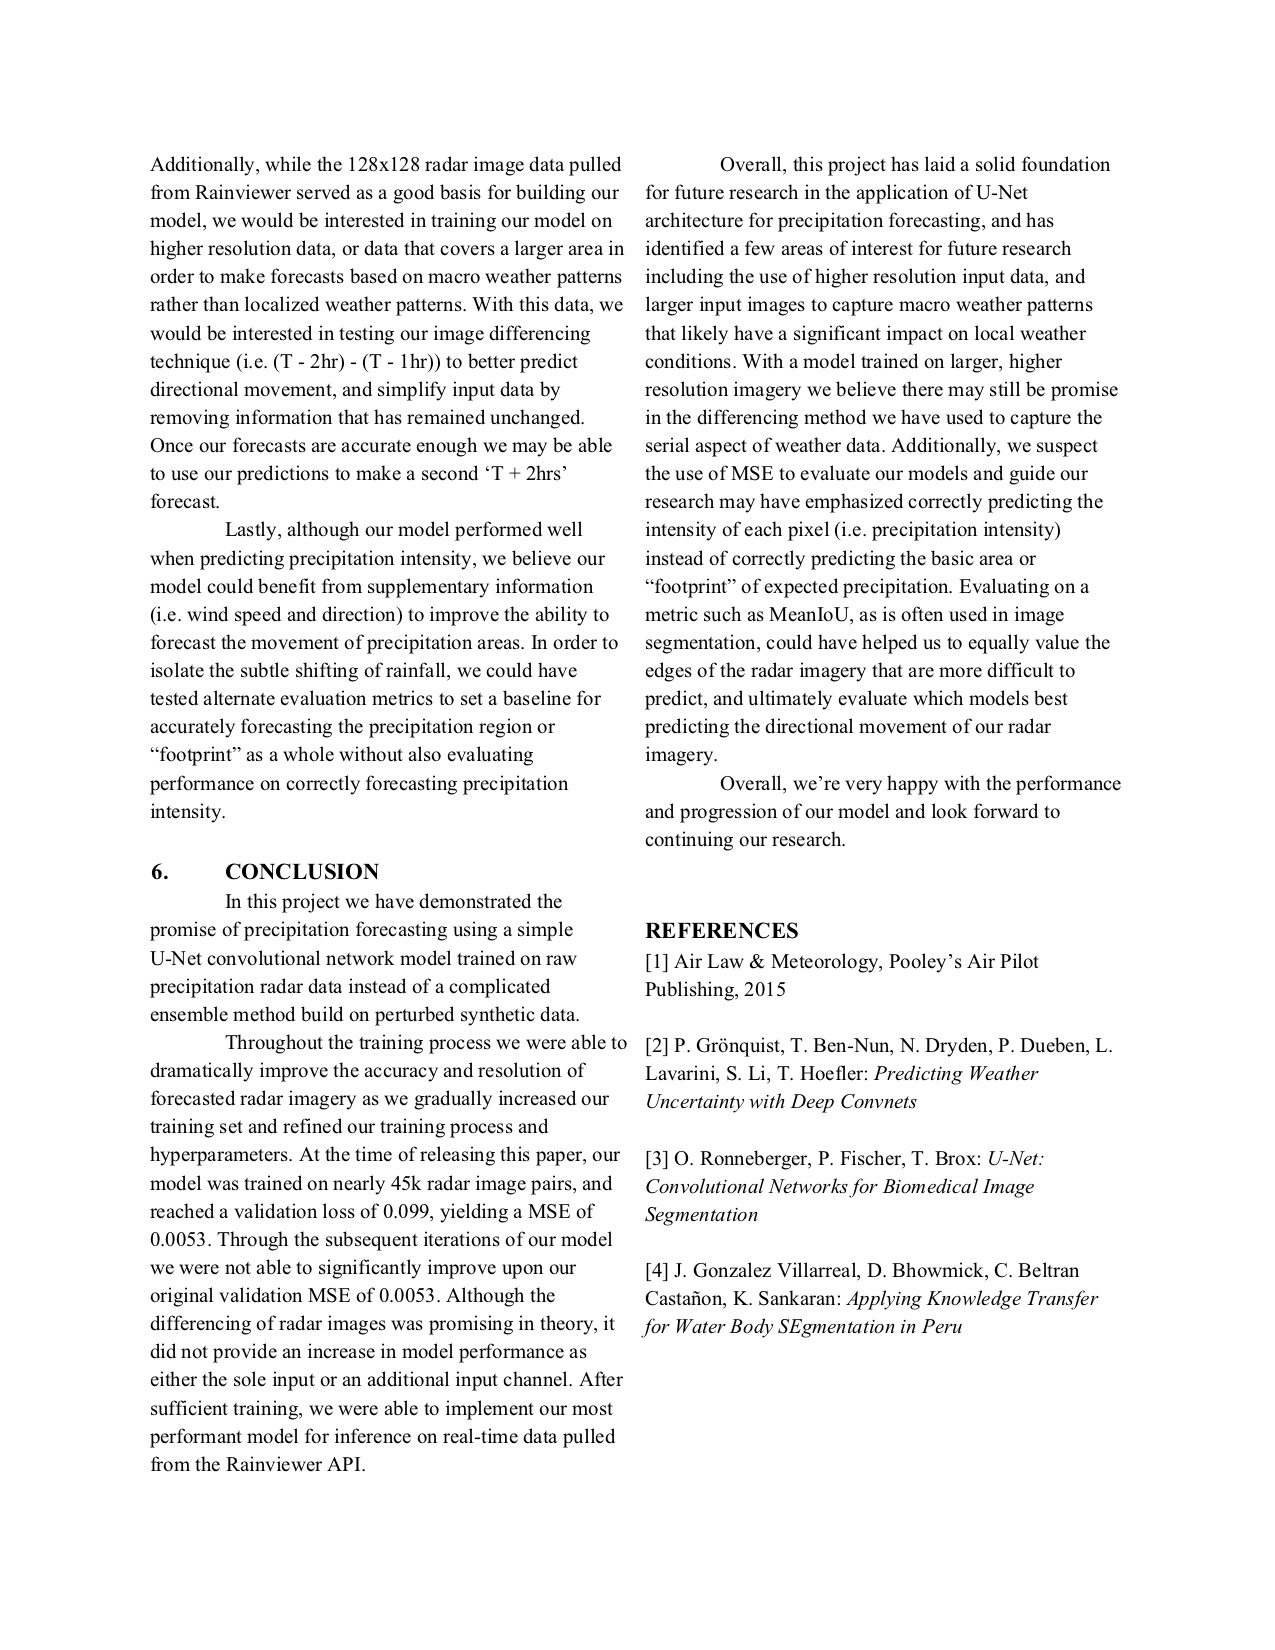 Additionally, while the 128x128 radar image data pulled
from Rainviewer served as a good basis for building our
model, we would be interested in training our model on
higher resolution data, or data that covers a larger area in
order to make forecasts based on macro weather patterns
rather than localized weather patterns. With this data, we
would be interested in testing our image differencing
technique (i.e. (T - 2hr) - (T - 1hr)) to better predict
directional movement, and simplify input data by
removing information that has remained unchanged.
Once our forecasts are accurate enough we may be able
to use our predictions to make a second ‘T + 2hrs’
forecast.
Lastly, although our model performed well
when predicting precipitation intensity, we believe our
model could benefit from supplementary information
(i.e. wind speed and direction) to improve the ability to
forecast the movement of precipitation areas. In order to
isolate the subtle shifting of rainfall, we could have
tested alternate evaluation metrics to set a baseline for
accurately forecasting the precipitation region or
“footprint” as a whole without also evaluating
performance on correctly forecasting precipitation
intensity.
6. CONCLUSION
In this project we have demonstrated the
promise of precipitation forecasting using a simple
U-Net convolutional network model trained on raw
precipitation radar data instead of a complicated
ensemble method build on perturbed synthetic data.
Throughout the training process we were able to
dramatically improve the accuracy and resolution of
forecasted radar imagery as we gradually increased our
training set and refined our training process and
hyperparameters. At the time of releasing this paper, our
model was trained on nearly 45k radar image pairs, and
reached a validation loss of 0.099, yielding a MSE of
0.0053. Through the subsequent iterations of our model
we were not able to significantly improve upon our
original validation MSE of 0.0053. Although the
differencing of radar images was promising in theory, it
did not provide an increase in model performance as
either the sole input or an additional input channel. After
sufficient training, we were able to implement our most
performant model for inference on real-time data pulled
from the Rainviewer API.
Overall, this project has laid a solid foundation
for future research in the application of U-Net
architecture for precipitation forecasting, and has
identified a few areas of interest for future research
including the use of higher resolution input data, and
larger input images to capture macro weather patterns
that likely have a significant impact on local weather
conditions. With a model trained on larger, higher
resolution imagery we believe there may still be promise
in the differencing method we have used to capture the
serial aspect of weather data. Additionally, we suspect
the use of MSE to evaluate our models and guide our
research may have emphasized correctly predicting the
intensity of each pixel (i.e. precipitation intensity)
instead of correctly predicting the basic area or
“footprint” of expected precipitation. Evaluating on a
metric such as MeanIoU, as is often used in image
segmentation, could have helped us to equally value the
edges of the radar imagery that are more difficult to
predict, and ultimately evaluate which models best
predicting the directional movement of our radar
imagery.
Overall, we’re very happy with the performance
and progression of our model and look forward to
continuing our research.
REFERENCES
[1] Air Law & Meteorology, Pooley’s Air Pilot
Publishing, 2015
[2] P. Grönquist, T. Ben-Nun, N. Dryden, P. Dueben, L.
Lavarini, S. Li, T. Hoefler: Predicting Weather
Uncertainty with Deep Convnets
[3] O. Ronneberger, P. Fischer, T. Brox: U-Net:
Convolutional Networks for Biomedical Image
Segmentation
[4] J. Gonzalez Villarreal, D. Bhowmick, C. Beltran
Castañon, K. Sankaran: Applying Knowledge Transfer
for Water Body SEgmentation in Peru